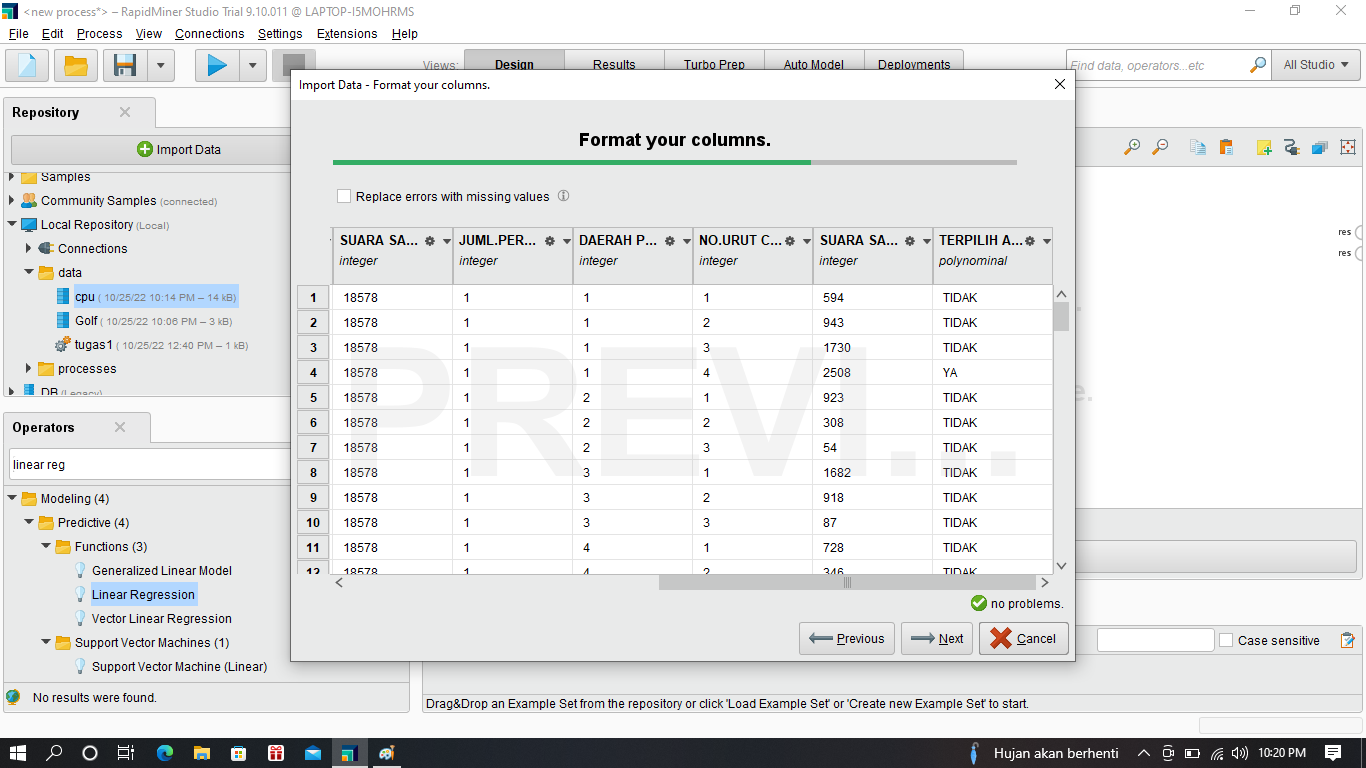 <new process*> – RapidMiner Studio Trial 9.10.011 @ LAPTOP-I5MOHRMS
File Edit Process View Connections Settings Extensions Help
Views: Design Results Turbo Prep Auto Model Deployments
Find data, operators...etc
All Studio
Repository
Import Data
Samples
Community Samples (connected)
Local Repository (Local)
Connections
data
cpu ( 10/25/22 10:14 PM – 14 kB)
Golf ( 10/25/22 10:06 PM – 3 kB)
tugas1 ( 10/25/22 12:40 PM – 1 kB)
processes
DB (Legacy)
Operators
linear reg
Modeling (4)
Predictive (4)
Functions (3)
Generalized Linear Model
Linear Regression
Vector Linear Regression
Support Vector Machines (1)
Support Vector Machine (Linear)
No results were found.
Import Data - Format your columns.
Format your columns.
Replace errors with missing values
SUARA SA... JUML.PER... DAERAH P... NO.URUT C... SUARA SA... TERPILIH A...
integer integer integer integer integer polynominal
1 18578 1 1 1 594 TIDAK
2 18578 1 1 2 943 TIDAK
3 18578 1 1 3 1730 TIDAK
4 18578 1 1 4 2508 YA
5 18578 1 2 1 923 TIDAK
6 18578 1 2 2 308 TIDAK
7 18578 1 2 3 54 TIDAK
8 18578 1 3 1 1682 TIDAK
9 18578 1 3 2 918 TIDAK
10 18578 1 3 3 87 TIDAK
11 18578 1 4 1 728 TIDAK
12 18578 1 4 2 346 TIDAK
PREVI...
no problems.
Previous Next Cancel
res
res
e.
Case sensitive
Drag&Drop an Example Set from the repository or click 'Load Example Set' or 'Create new Example Set' to start.
Hujan akan berhenti
10:20 PM